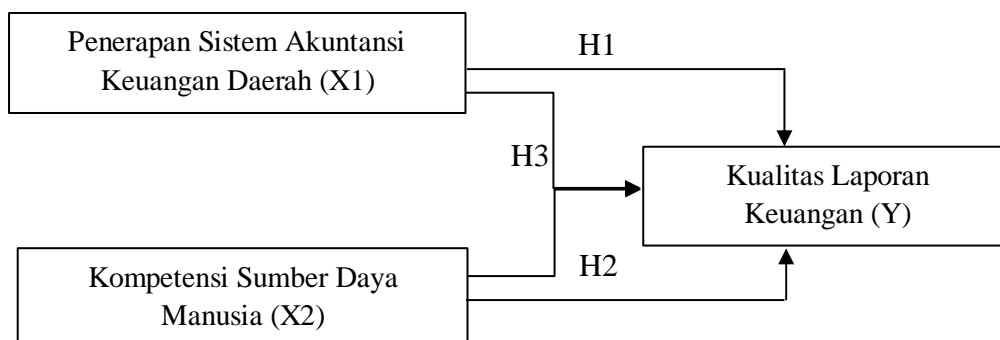 Penerapan Sistem Akuntansi
Keuangan Daerah (X1)
H1
H3
Kualitas Laporan
Keuangan (Y)
Kompetensi Sumber Daya
Manusia (X2)
H2